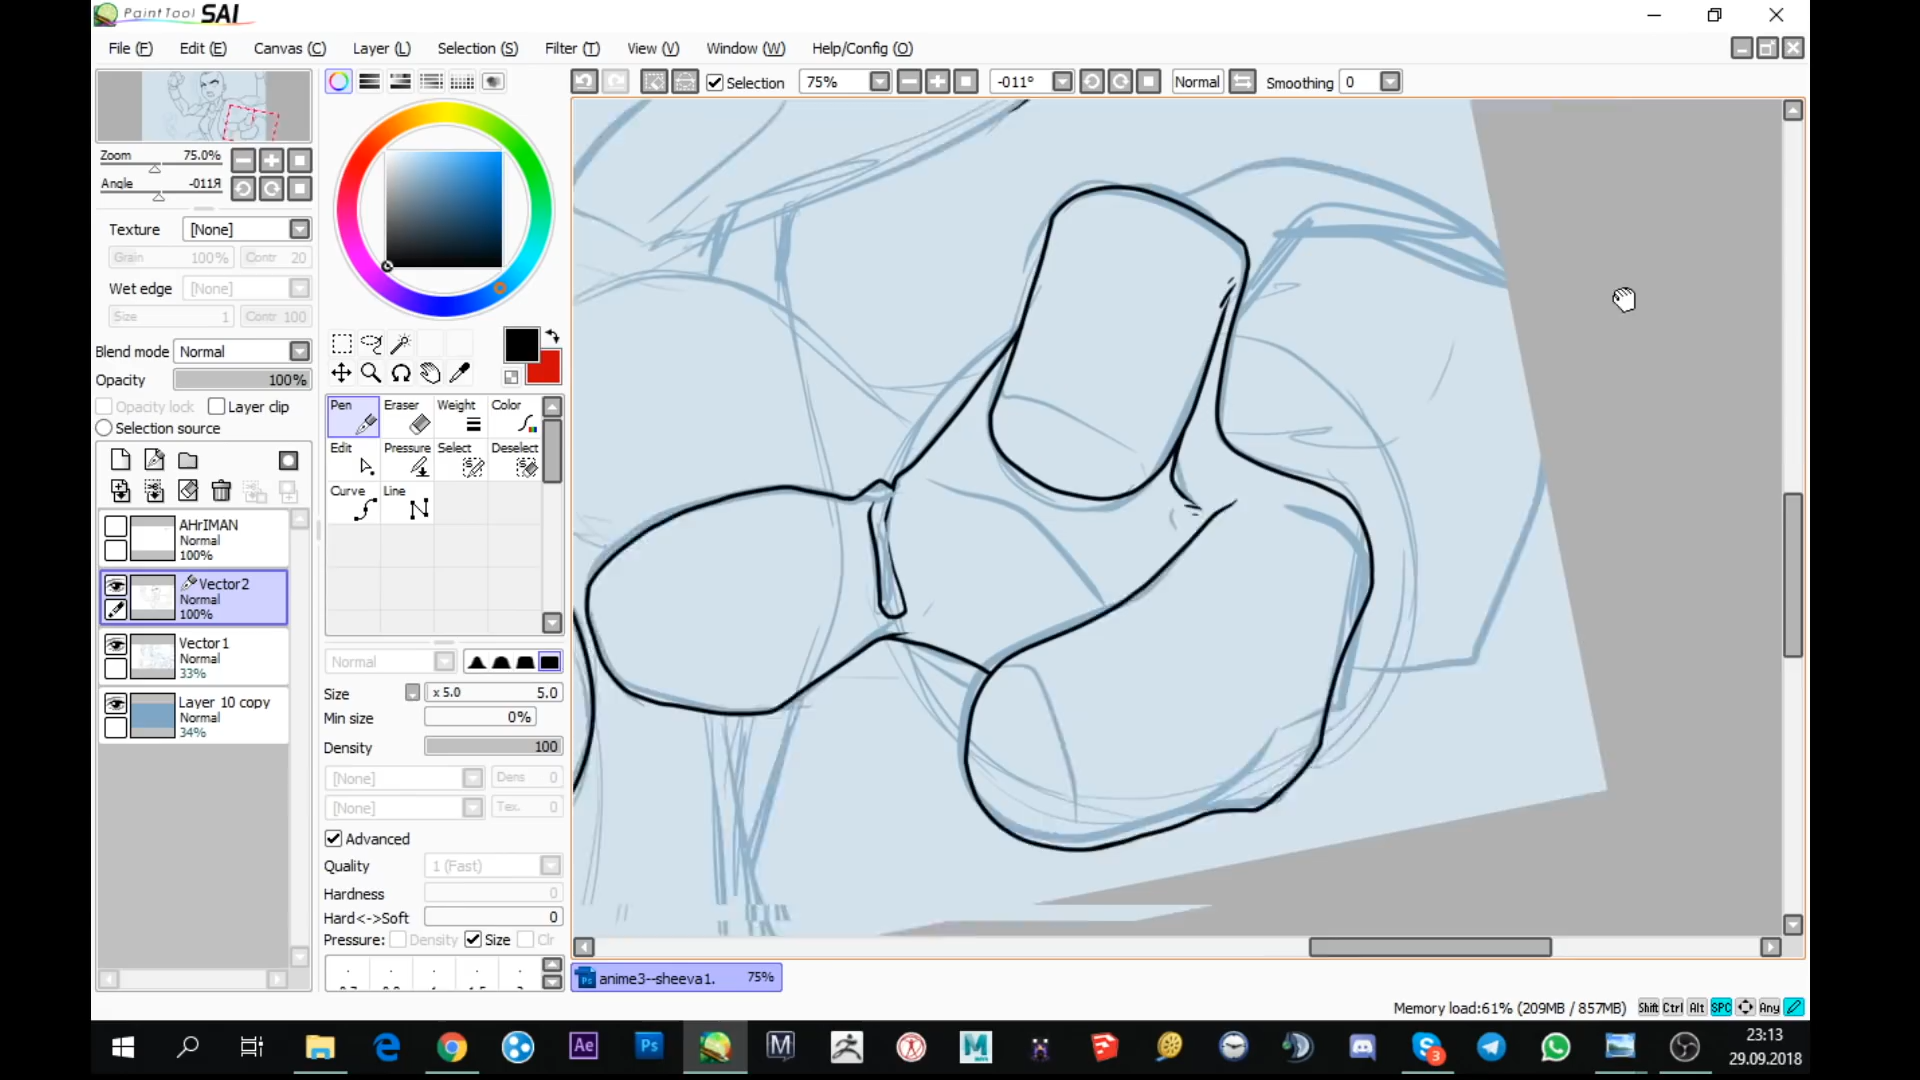 PaintTool SAI
File (F) Edit (E) Canvas (C) Layer (L) Selection (S) Filter (T) View (V) Window (W) Help/Config (O)
Selection 75% -011° Normal Smoothing 0
Zoom 75.0%
Angle -011Я
Texture [None]
Grain 100% Contr 20
Wet edge [None]
Size 1 Contr 100
Blend mode Normal
Opacity 100%
Opacity lock Layer clip
Selection source
AHrIMAN
Normal
100%
Vector2
Normal
100%
Vector1
Normal
33%
Layer 10 copy
Normal
34%
Pen Eraser Weight Color
Edit Pressure Select Deselect
Curve Line
Normal
Size x 5.0 5.0
Min size 0%
Density 100
[None] Dens 0
[None] Tex. 0
Advanced
Quality 1 (Fast)
Hardness 0
Hard<->Soft 0
Pressure: Density Size Clr
anime3--sheeva1. 75%
Memory load:61% (209MB / 857MB) Shift Ctrl Alt SPC Any
Ae Ps M M 3
23:13
29.09.2018